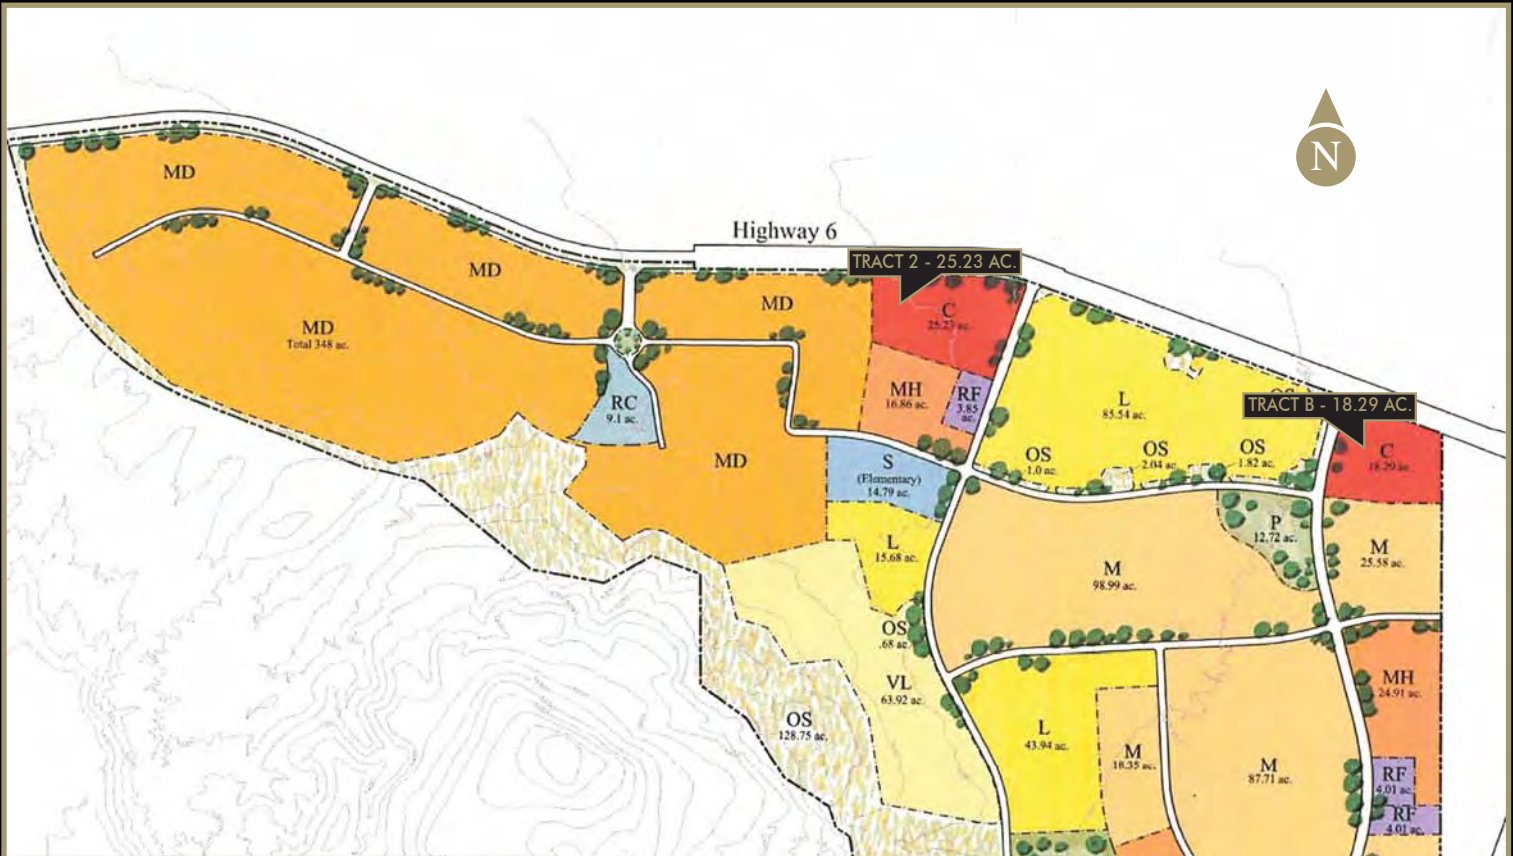 N
MD
Highway 6
TRACT 2 - 25.23 AC.
MD
MD
C
25.23 ac.
MD
Total 348 ac.
MH
16.86 ac.
RF
3.85
ac.
L
85.54 ac.
TRACT B - 18.29 AC.
RC
9.1 ac.
C
18.29 ac.
MD
S
(Elementary)
14.79 ac.
OS
1.0 ac.
OS
2.04 ac.
OS
1.82 ac.
P
12.72 ac.
L
15.68 ac.
M
98.99 ac.
M
25.58 ac.
OS
.68 ac.
VL
63.92 ac.
MH
24.91 ac.
OS
128.75 ac.
L
43.94 ac.
M
18.35 ac.
M
87.71 ac.
RF
4.01 ac.
RF
4.01 ac.